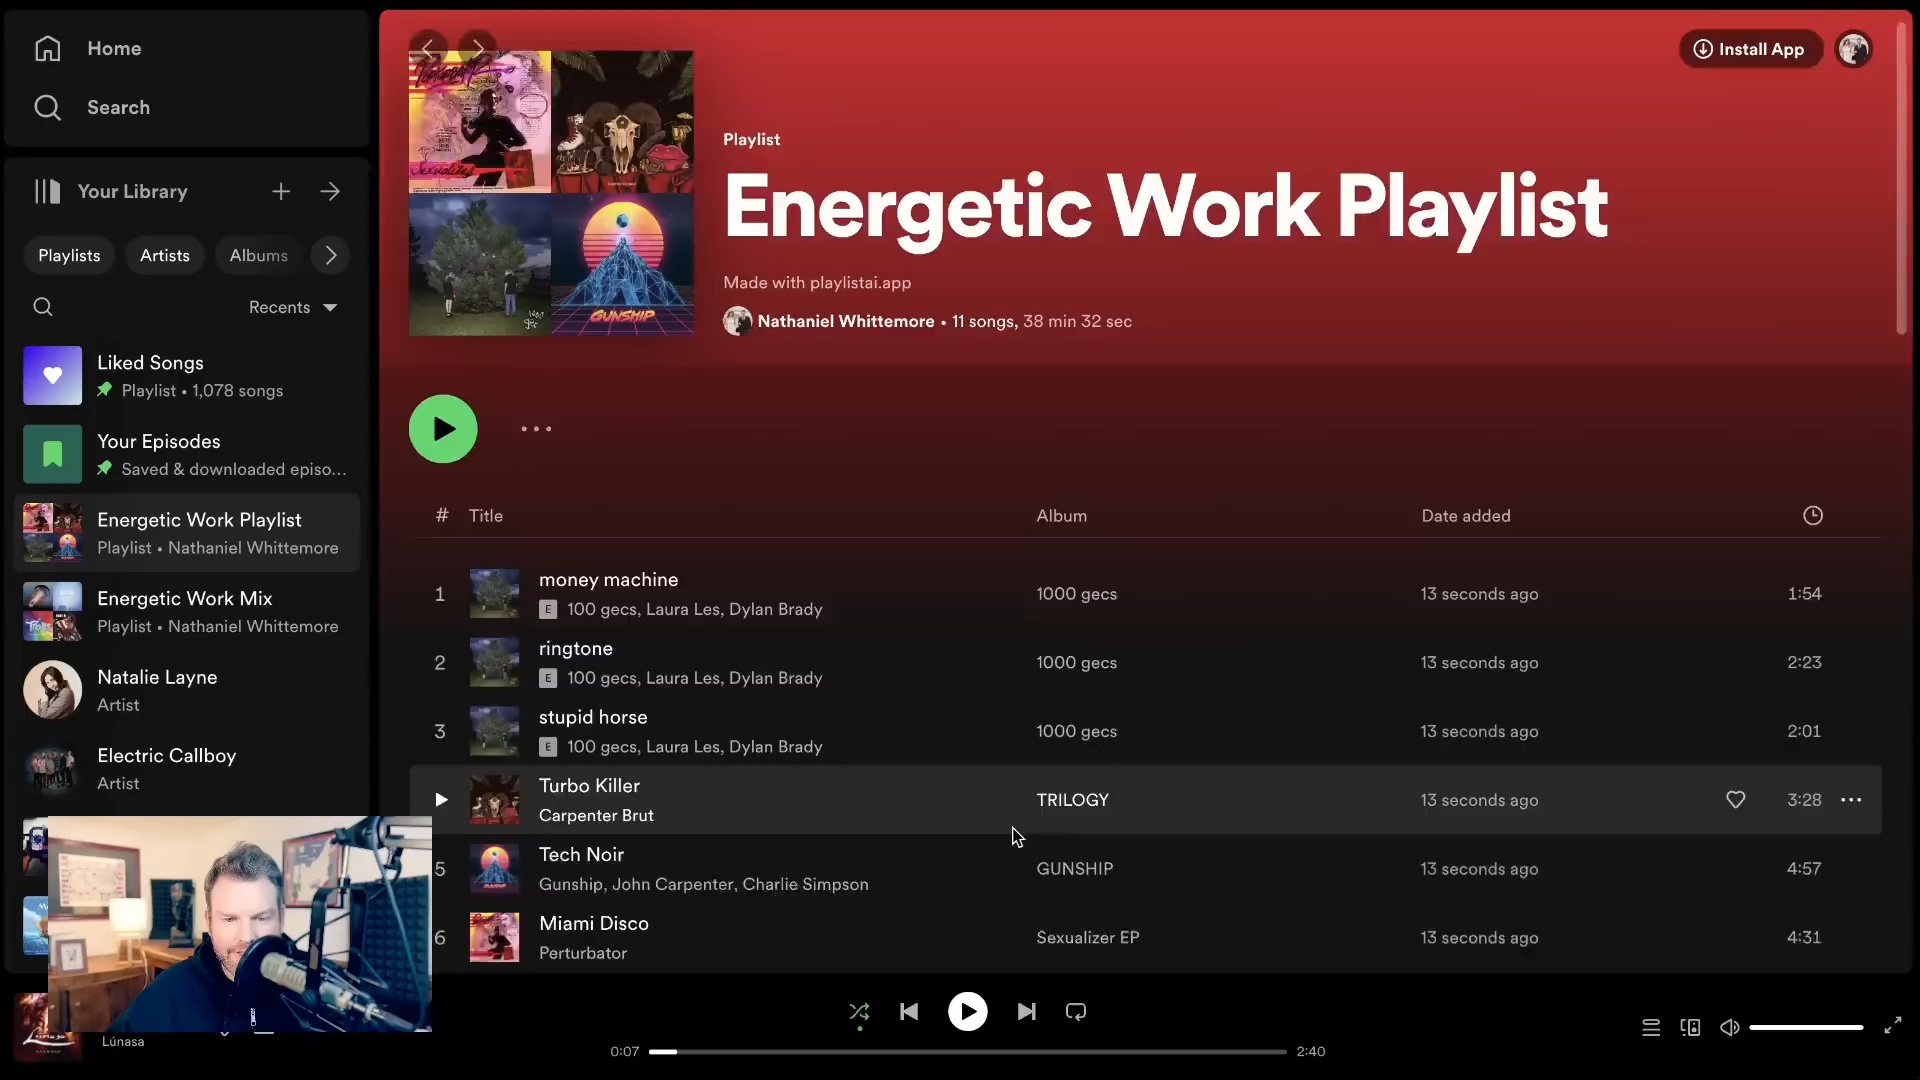 Home
Search
Your Library
Playlists
Artists
Albums
Recents
Liked Songs
Playlist • 1,078 songs
Your Episodes
Saved & downloaded episo...
Energetic Work Playlist
Playlist • Nathaniel Whittemore
Energetic Work Mix
Playlist • Nathaniel Whittemore
Natalie Layne
Artist
Electric Callboy
Artist
Lúnasa
Install App
GUNSHIP
Playlist
Energetic Work Playlist
Made with playlistai.app
Nathaniel Whittemore • 11 songs, 38 min 32 sec
# Title Album Date added
1 money machine 1000 gecs 13 seconds ago 1:54
E 100 gecs, Laura Les, Dylan Brady
2 ringtone 1000 gecs 13 seconds ago 2:23
E 100 gecs, Laura Les, Dylan Brady
3 stupid horse 1000 gecs 13 seconds ago 2:01
E 100 gecs, Laura Les, Dylan Brady
Turbo Killer TRILOGY 13 seconds ago 3:28
Carpenter Brut
5 Tech Noir GUNSHIP 13 seconds ago 4:57
Gunship, John Carpenter, Charlie Simpson
6 Miami Disco Sexualizer EP 13 seconds ago 4:31
Perturbator
0:07
2:40